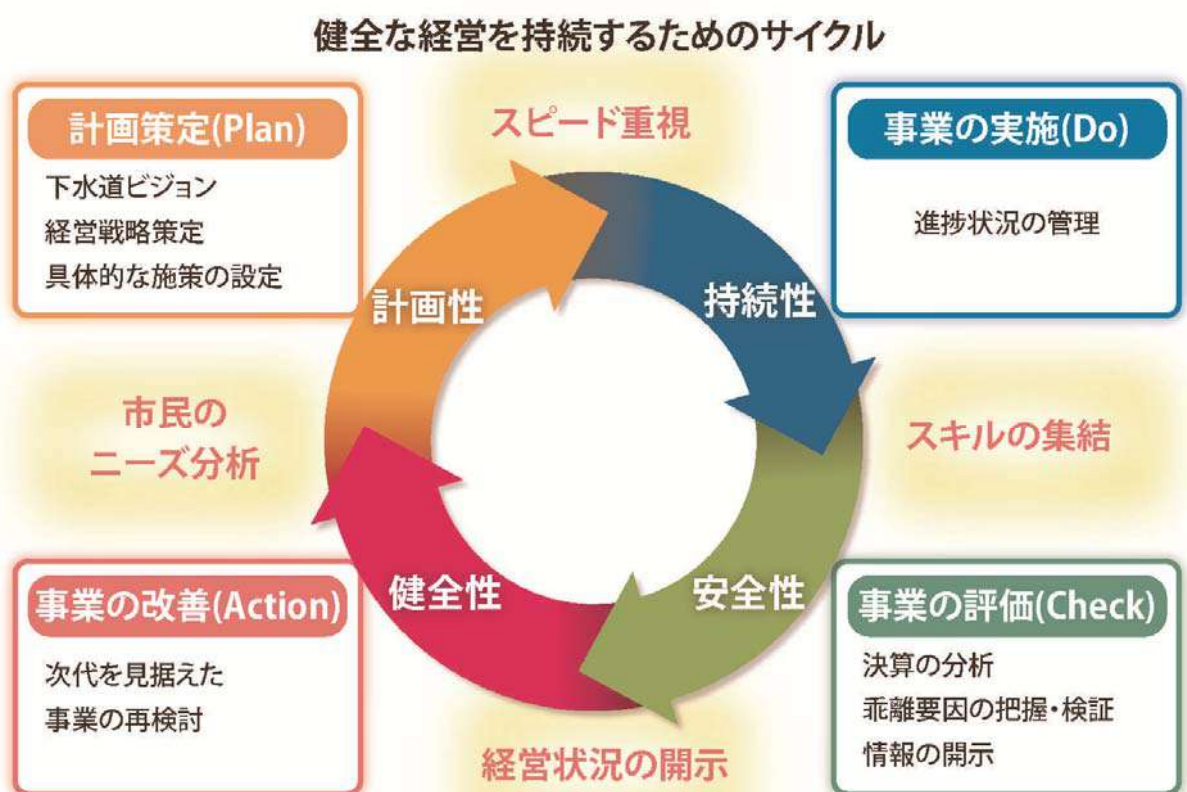 健全な経営を持続するためのサイクル
計画策定(Plan)
下水道ビジョン
経営戦略策定
具体的な施策の設定
スピード重視
事業の実施(Do)
進捗状況の管理
計画性
持続性
市民の
ニーズ分析
スキルの集結
健全性
安全性
事業の改善(Action)
次代を見据えた
事業の再検討
経営状況の開示
事業の評価(Check)
決算の分析
乖離要因の把握・検証
情報の開示